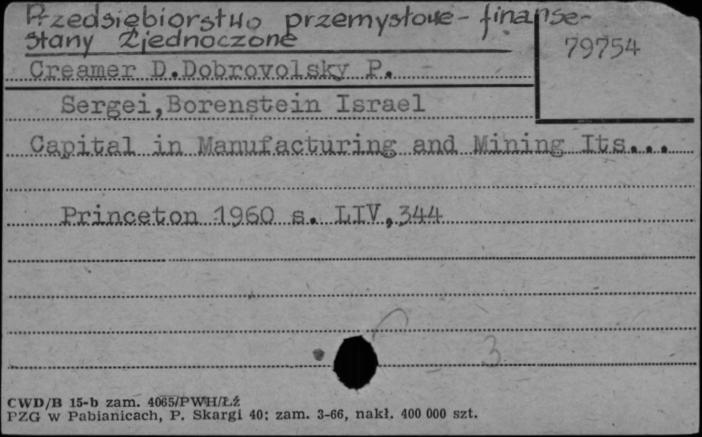 Przedsiębiorstwo przemysłowe - finanse-
Stany Zjednoczone
79754
Creamer D.Dobrovolsky P.
Sergei,Borenstein Israel
Capital in Manufacturing and Mining Its...
Princeton 1960 s. LIV,344
3
CWD/B 15-b zam. 4065/PWH/Łź
PZG w Pabianicach, P. Skargi 40; zam. 3-66, nakł. 400 000 szt.